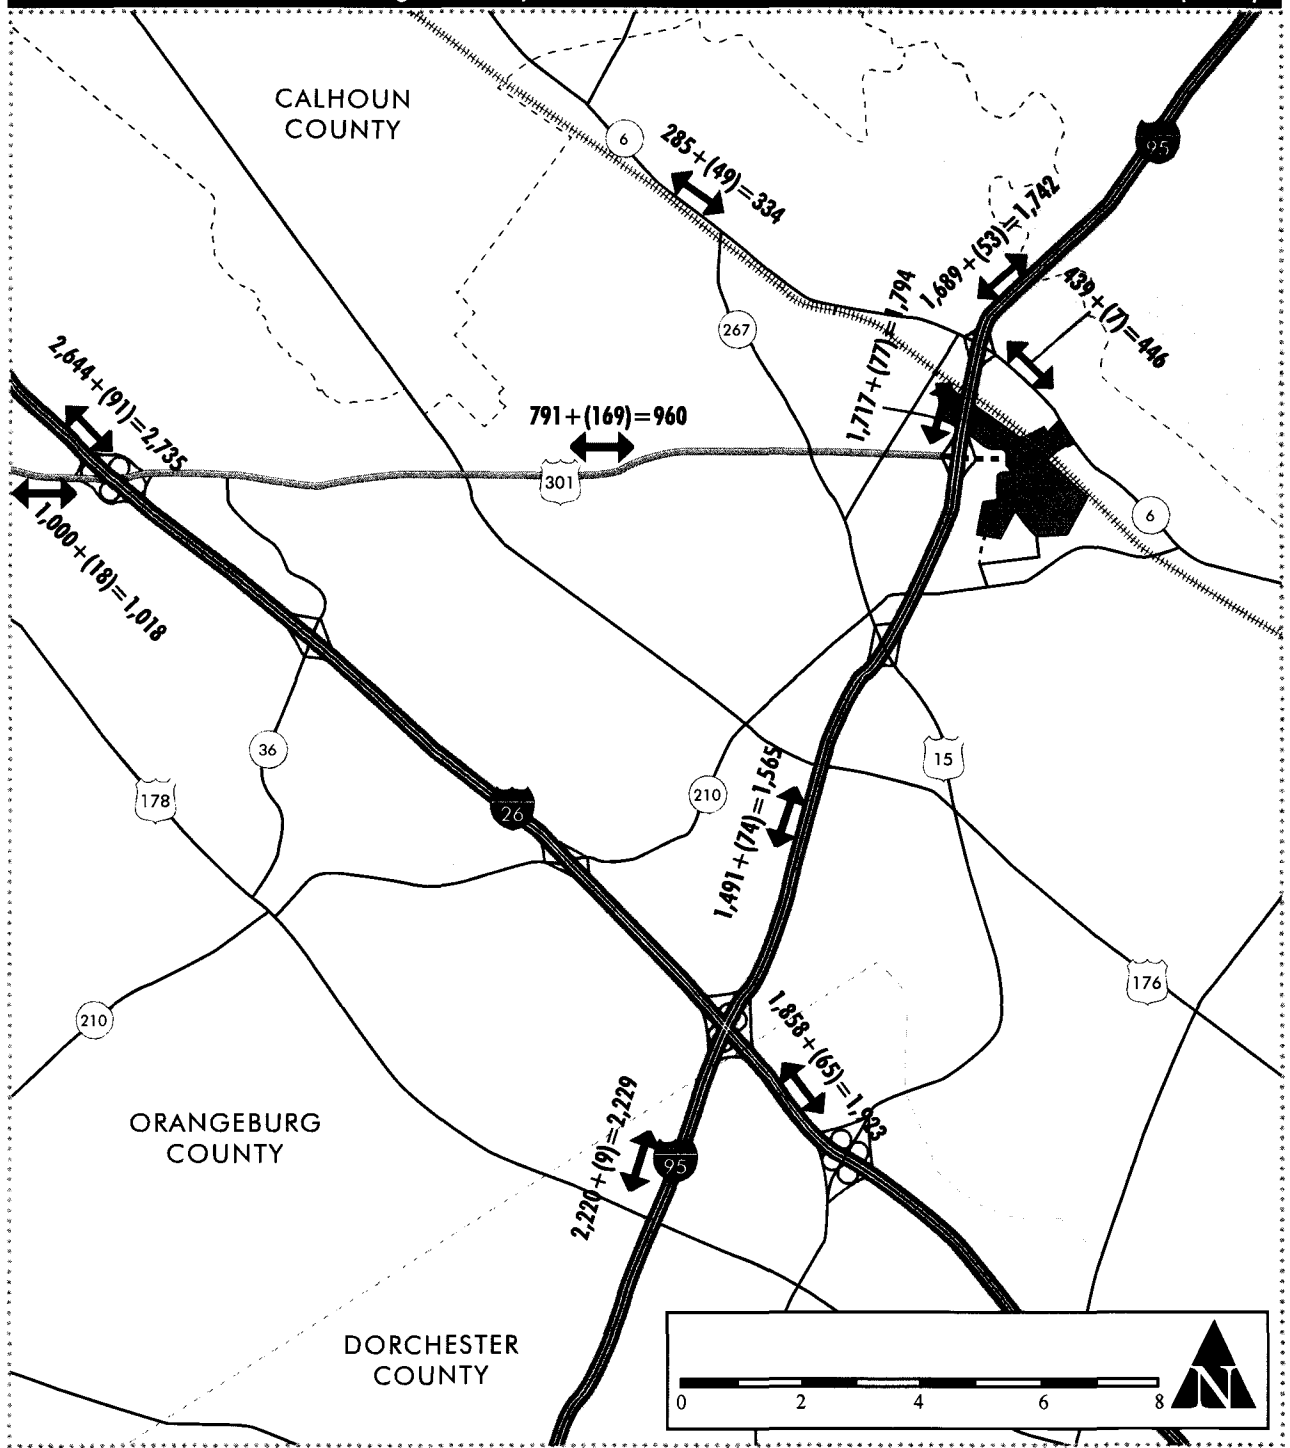 CALHOUN
COUNTY
6
285+(49)=334
95
1,689+(53)=1,742
439+(7)=446
1,717+(77)=1,794
267
2,644+(91)=2,735
791+(169)=960
301
1,000+(18)=1,018
6
36
178
26
210
15
1,491+(74)=1,565
176
210
1,858+(65)=1,923
ORANGEBURG
COUNTY
2,220+(9)=2,229
95
DORCHESTER
COUNTY
0 2 4 6 8
N